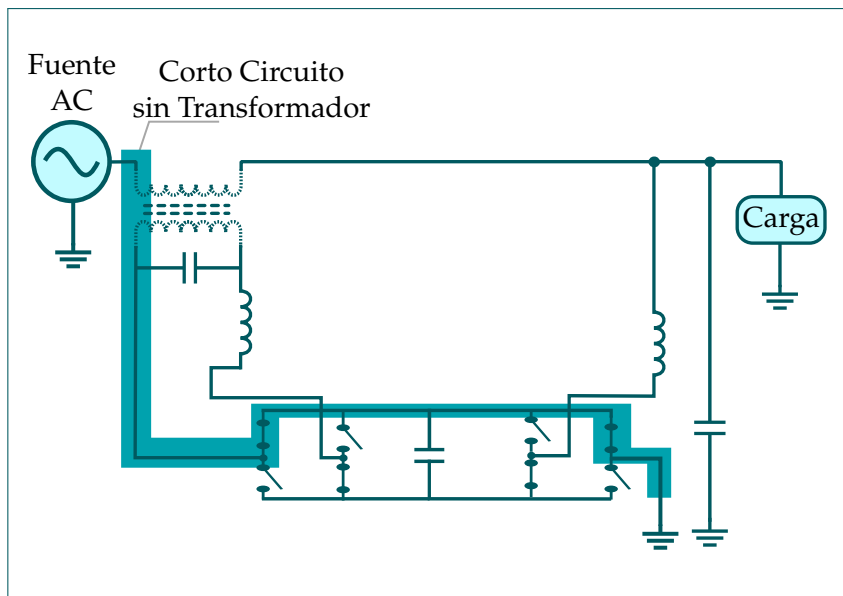 Fuente
AC
Corto Circuito
sin Transformador
Carga